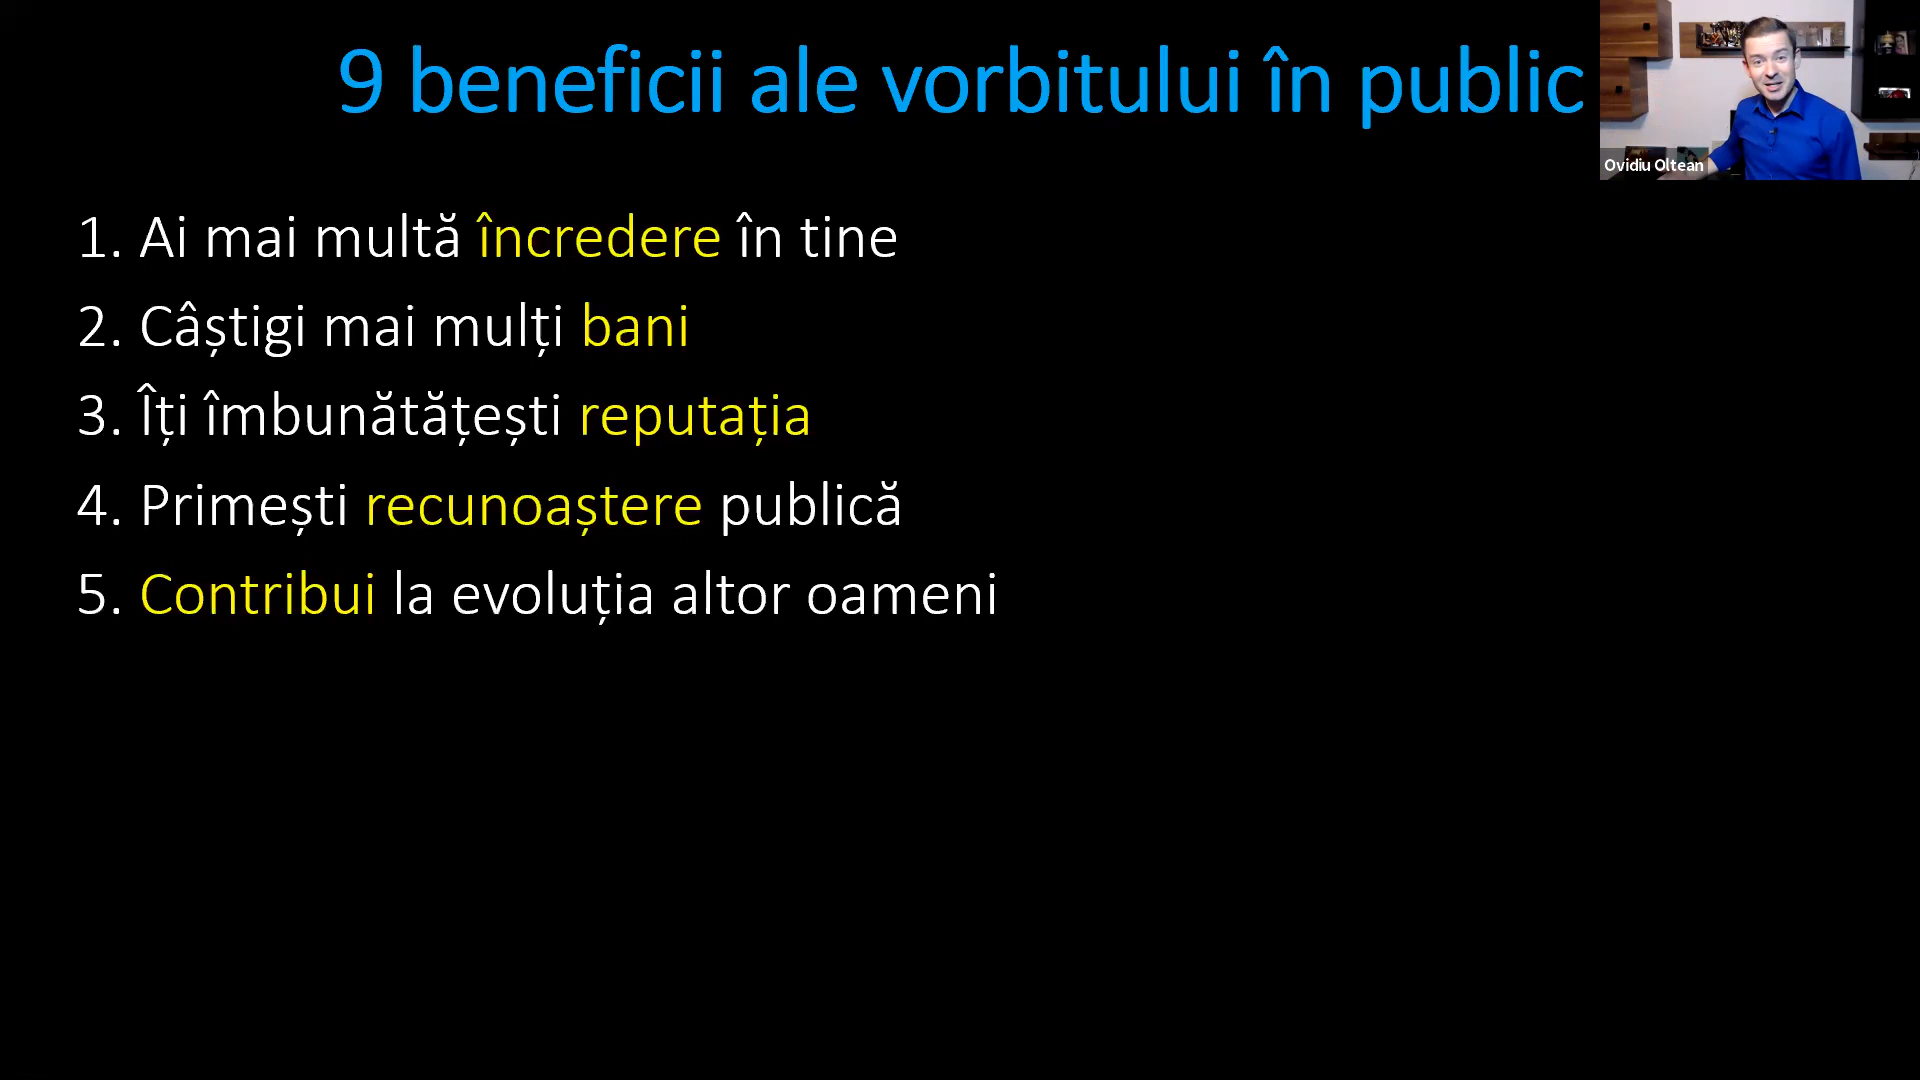 9 beneficii ale vorbitului în public
Ovidiu Oltean
1. Ai mai multă încredere în tine
2. Câștigi mai mulți bani
3. Îți îmbunătățești reputația
4. Primești recunoaștere publică
5. Contribui la evoluția altor oameni